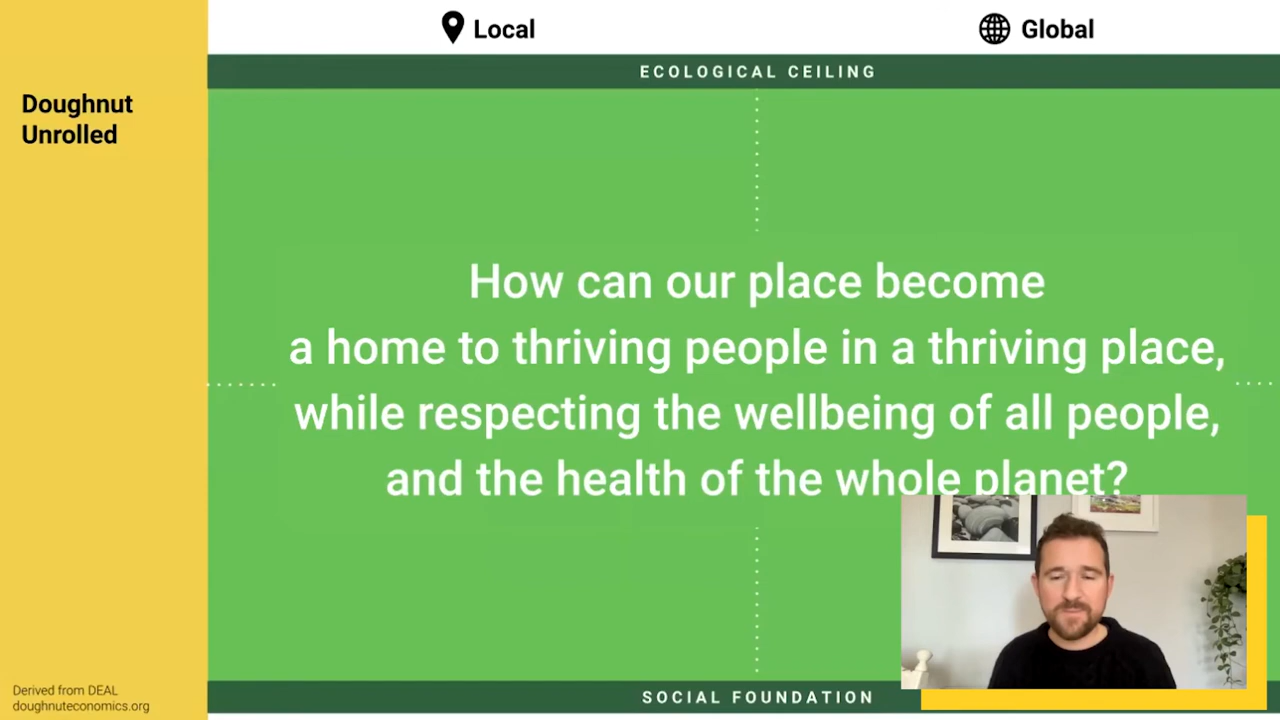 Local
Global
ECOLOGICAL CEILING
Doughnut
Unrolled
How can our place become
a home to thriving people in a thriving place,
while respecting the wellbeing of all people,
and the health of the whole planet?
Derived from DEAL
doughnuteconomics.org
SOCIAL FOUNDATION